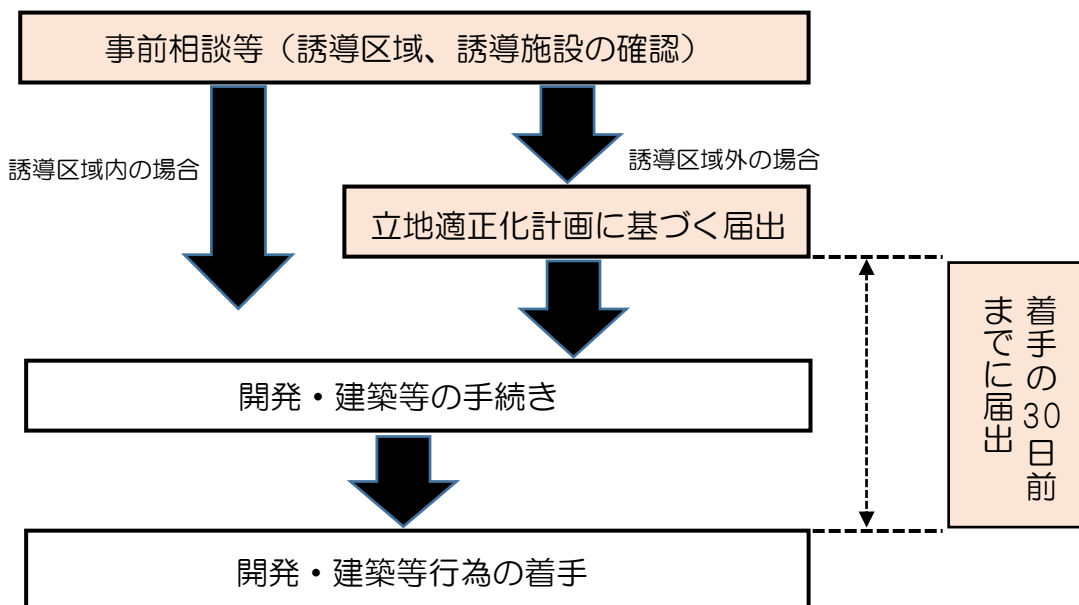 事前相談等（誘導区域、誘導施設の確認）
誘導区域内の場合
誘導区域外の場合
立地適正化計画に基づく届出
着手の30日前
までに届出
開発・建築等の手続き
開発・建築等行為の着手